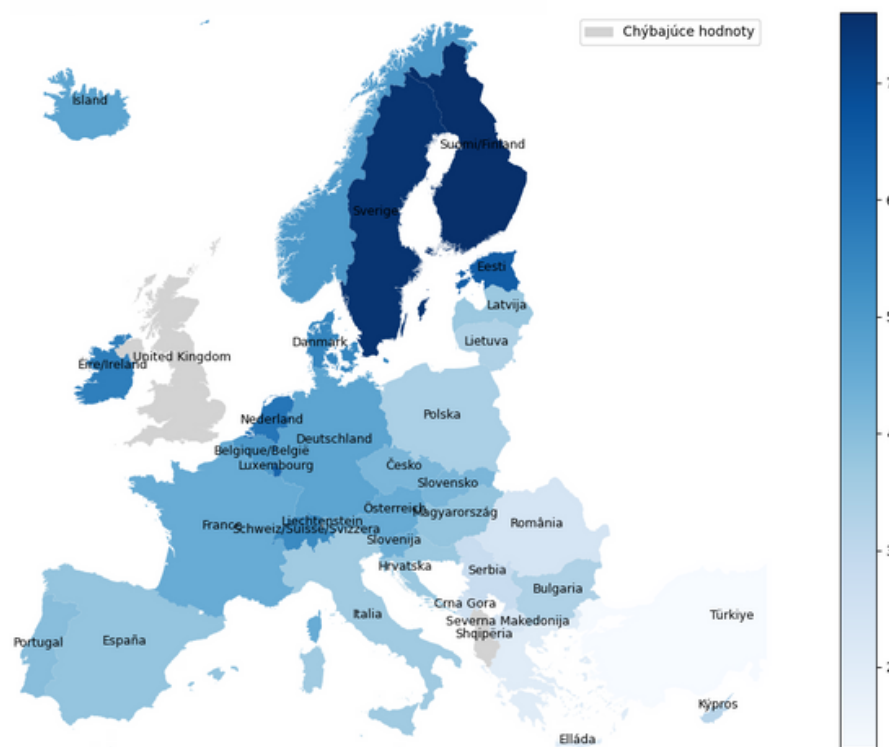 Chýbajúce hodnoty
Ísland
Suomi/Finland
Sverige
Eesti
Latvija
Danmark
Lietuva
United Kingdom
Éire/Ireland
Polska
Nederland
Deutschland
Belgique/België
Luxembourg
Česko
Slovensko
Österreich
Magyarország
Liechtenstein
France
Schweiz/Suisse/Svizzera
România
Slovenija
Hrvatska
Serbia
Bulgaria
Crna Gora
Italia
Türkiye
Severna Makedonija
Shqipëria
Portugal
España
Kýpros
Elláda